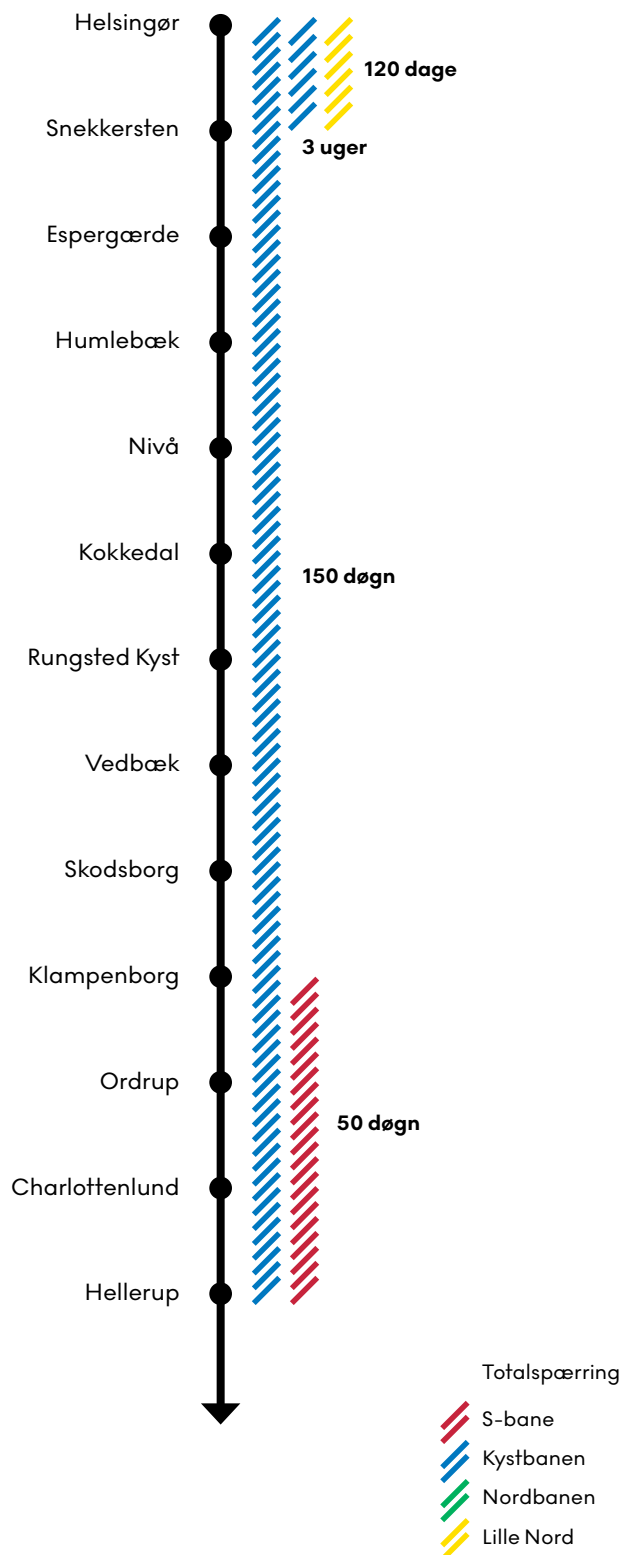 Helsingør
120 dage
Snekkersten
3 uger
Espergærde
Humlebæk
Nivå
Kokkedal
150 døgn
Rungsted Kyst
Vedbæk
Skodsborg
Klampenborg
Ordrup
50 døgn
Charlottenlund
Hellerup
Totalspærring
S-bane
Kystbanen
Nordbanen
Lille Nord